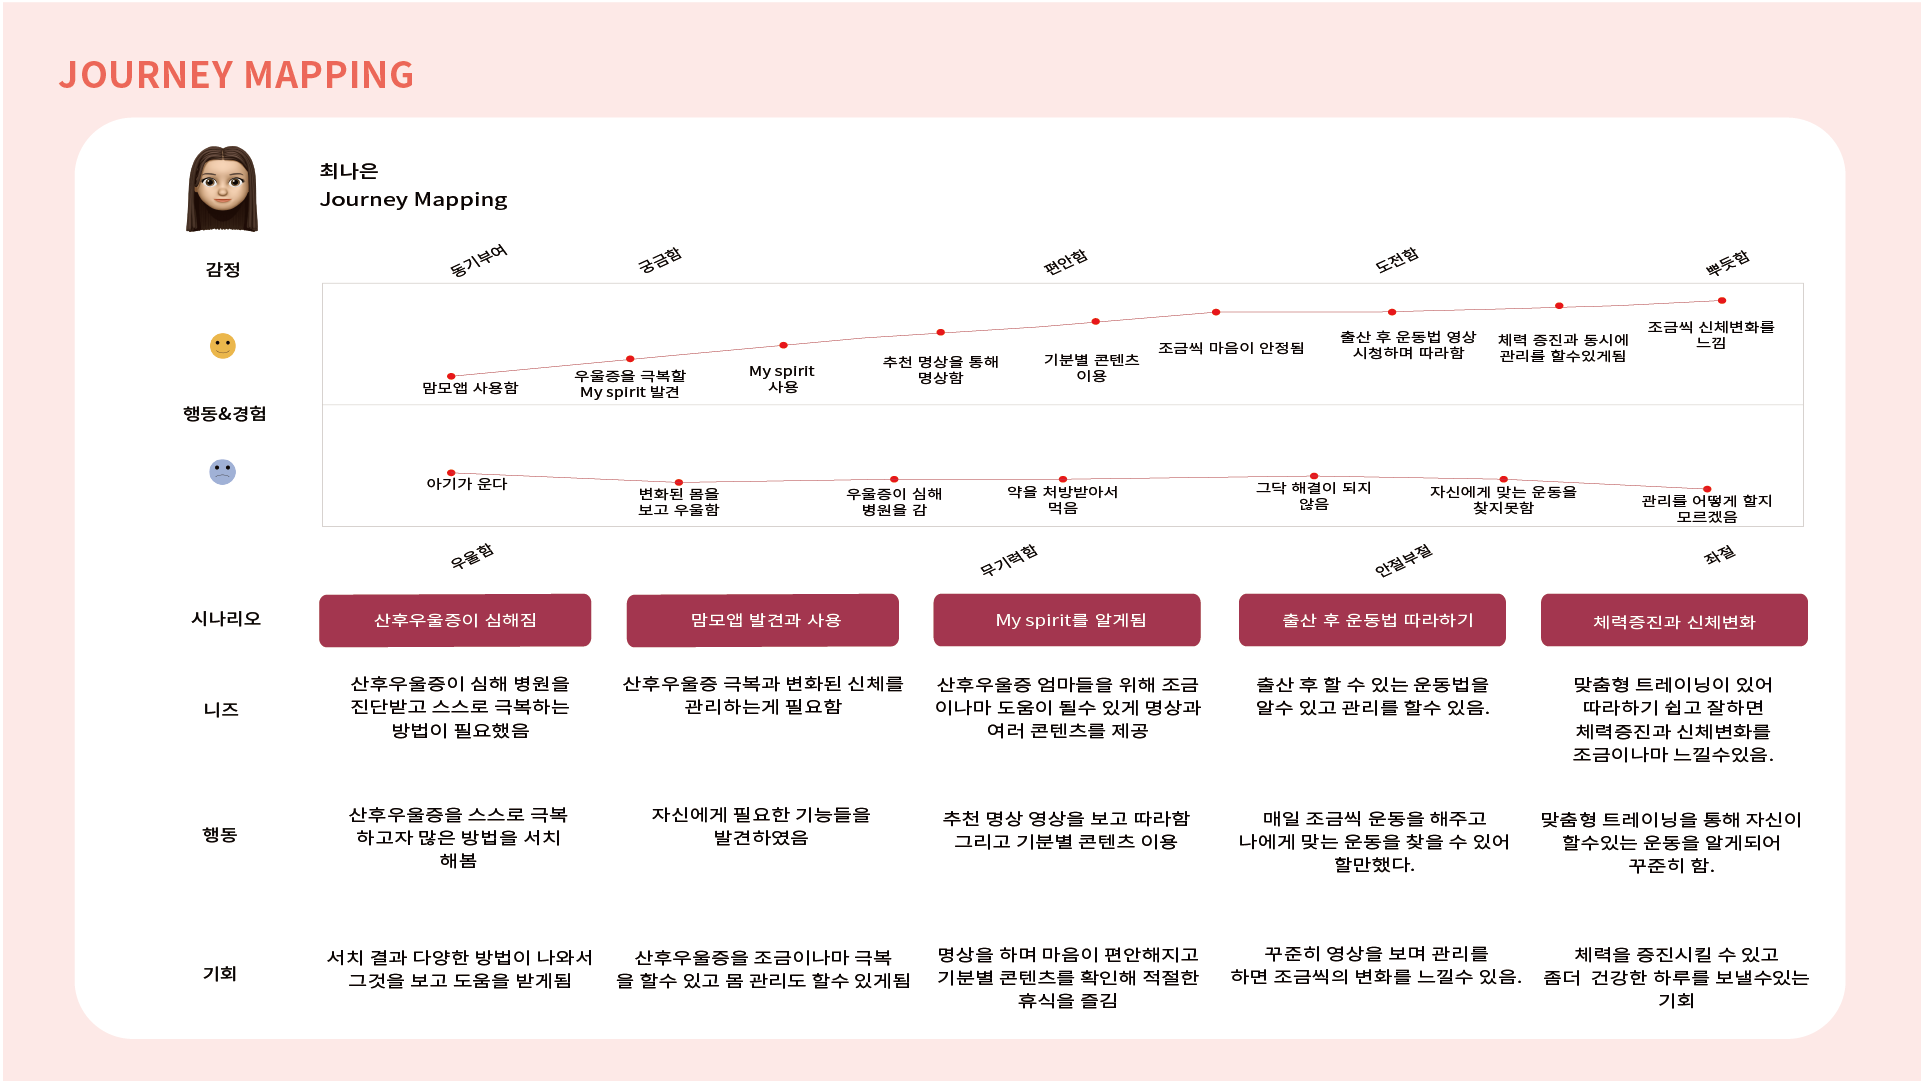 JOURNEY MAPPING
최나은
Journey Mapping
감정
동기부여
궁금함
편안함
도전함
뿌듯함
맘모앱 사용함
우울증을 극복할
My spirit 발견
My spirit
사용
추천 명상을 통해
명상함
기분별 콘텐츠
이용
조금씩 마음이 안정됨
출산 후 운동법 영상
시청하며 따라함
체력 증진과 동시에
관리를 할수있게됨
조금씩 신체변화를
느낌
행동&경험
아기가 운다
변화된 몸을
보고 우울함
우울증이 심해
병원을 감
약을 처방받아서
먹음
그닥 해결이 되지
않음
자신에게 맞는 운동을
찾지못함
관리를 어떻게 할지
모르겠음
우울함
무기력함
안절부절
좌절
시나리오
산후우울증이 심해짐
맘모앱 발견과 사용
My spirit를 알게됨
출산 후 운동법 따라하기
체력증진과 신체변화
니즈
산후우울증이 심해 병원을
진단받고 스스로 극복하는
방법이 필요했음
산후우울증 극복과 변화된 신체를
관리하는게 필요함
산후우울증 엄마들을 위해 조금
이나마 도움이 될수 있게 명상과
여러 콘텐츠를 제공
출산 후 할 수 있는 운동법을
알수 있고 관리를 할수 있음.
맞춤형 트레이닝이 있어
따라하기 쉽고 잘하면
체력증진과 신체변화를
조금이나마 느낄수있음.
행동
산후우울증을 스스로 극복
하고자 많은 방법을 서치
해봄
자신에게 필요한 기능들을
발견하였음
추천 명상 영상을 보고 따라함
그리고 기분별 콘텐츠 이용
매일 조금씩 운동을 해주고
나에게 맞는 운동을 찾을 수 있어
할만했다.
맞춤형 트레이닝을 통해 자신이
할수있는 운동을 알게되어
꾸준히 함.
기회
서치 결과 다양한 방법이 나와서
그것을 보고 도움을 받게됨
산후우울증을 조금이나마 극복
을 할수 있고 몸 관리도 할수 있게됨
명상을 하며 마음이 편안해지고
기분별 콘텐츠를 확인해 적절한
휴식을 즐김
꾸준히 영상을 보며 관리를
하면 조금씩의 변화를 느낄수 있음.
체력을 증진시킬 수 있고
좀더 건강한 하루를 보낼수있는
기회